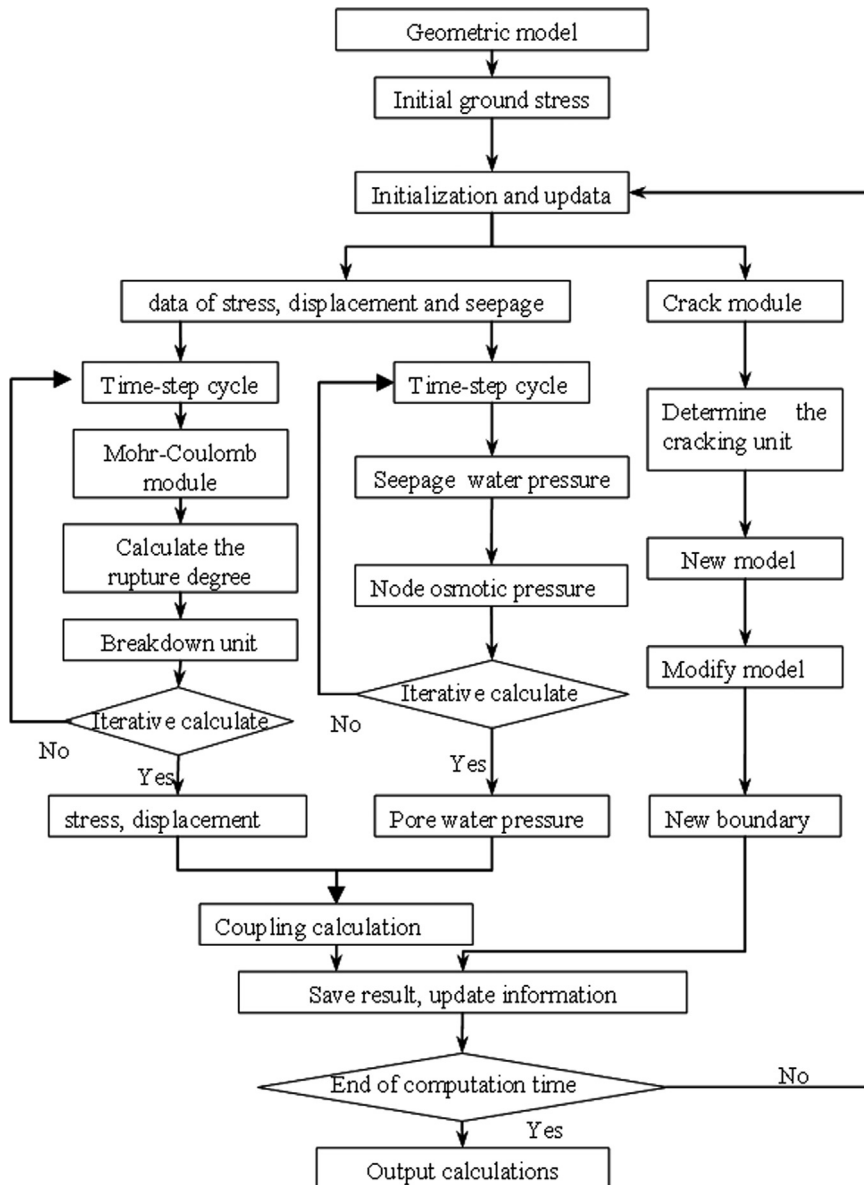 Geometric model
Initial ground stress
Initialization and updata
data of stress, displacement and seepage
Crack module
Time-step cycle
Time-step cycle
Determine the
cracking unit
Mohr-Coulomb
module
Seepage water pressure
Calculate the
rupture degree
New model
Node osmotic pressure
Breakdown unit
Modify model
Iterative calculate
Iterative calculate
No
No
Yes
Yes
stress, displacement
Pore water pressure
New boundary
Coupling calculation
Save result, update information
End of computation time
No
Yes
Output calculations